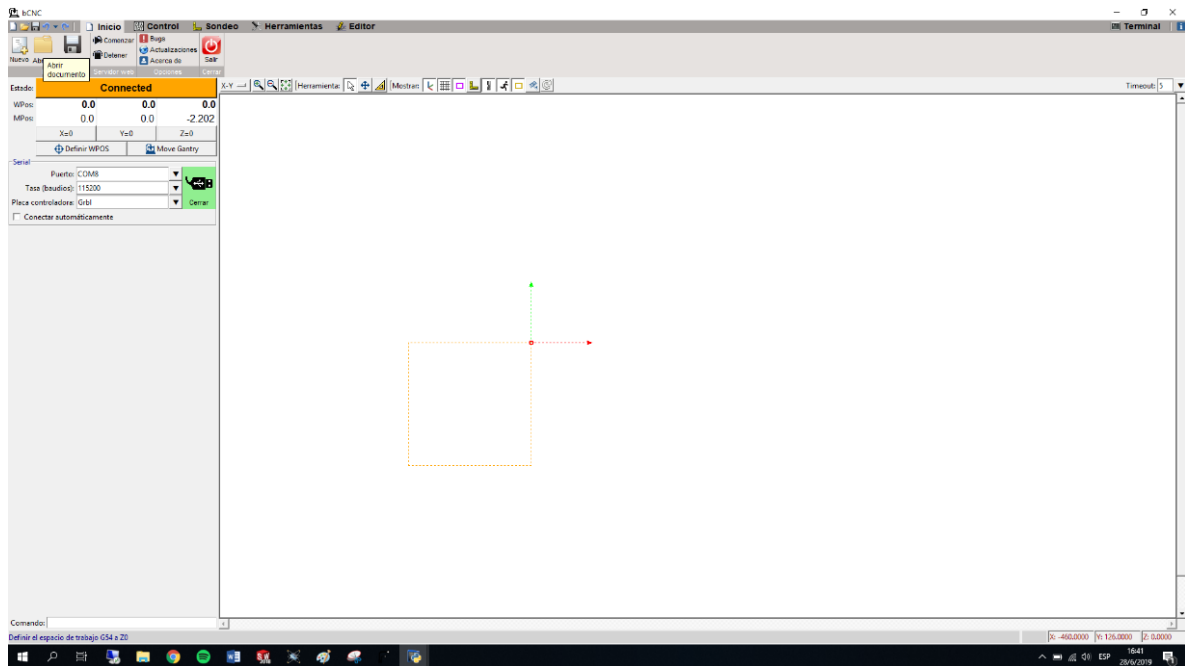 bCNC
Inicio Control Sondeo Herramientas Editor Terminal
Nuevo Abr Comenzar Detener Bugs Actualizaciones Acerca de Salir
Abrir documento
Servidor web Opciones Cerrar
Estado: Connected X-Y Herramienta: Mostrar: Timeout: 5
WPos: 0.0 0.0 0.0
MPos: 0.0 0.0 -2.202
X=0 Y=0 Z=0
Definir WPOS Move Gantry
Serial
Puerto: COM8
Tasa (baudios): 115200
Placa controladora: Grbl Cerrar
Conectar automáticamente
Comando:
Definir el espacio de trabajo G54 a Z0 X: -460.0000 Y: 126.0000 Z: 0.0000
ESP 16:41
28/6/2019